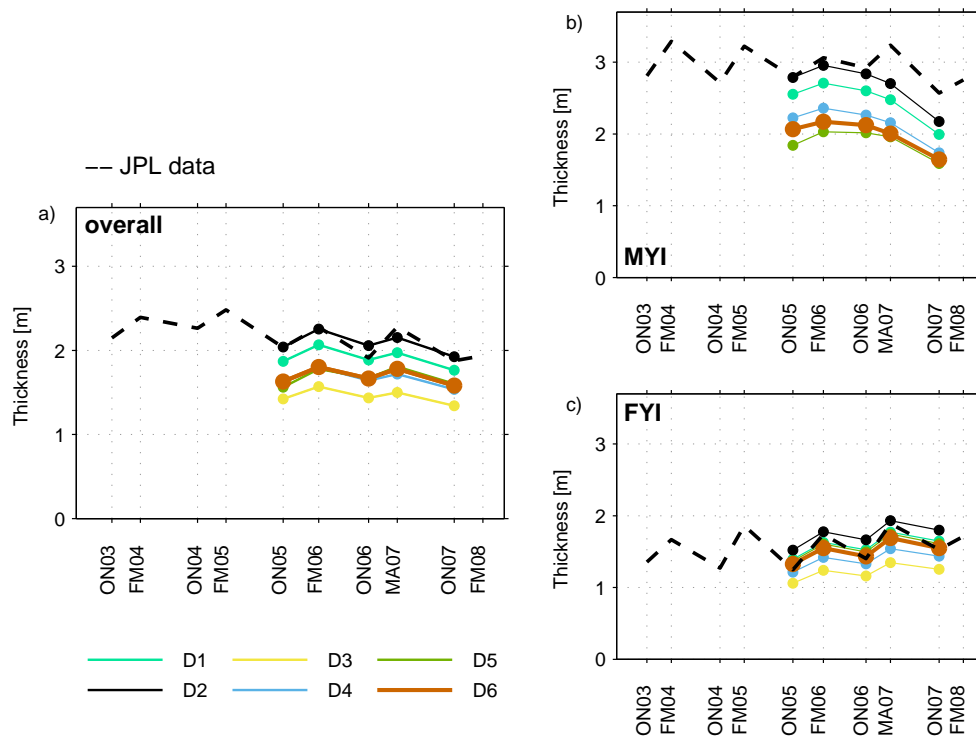 -- JPL data
a)
overall
Thickness [m]
3
2
1
0
ON03
FM04
ON04
FM05
ON05
FM06
ON06
MA07
ON07
FM08
b)
MYI
Thickness [m]
3
2
1
0
ON03
FM04
ON04
FM05
ON05
FM06
ON06
MA07
ON07
FM08
c)
FYI
Thickness [m]
3
2
1
0
ON03
FM04
ON04
FM05
ON05
FM06
ON06
MA07
ON07
FM08
D1 D3 D5
D2 D4 D6